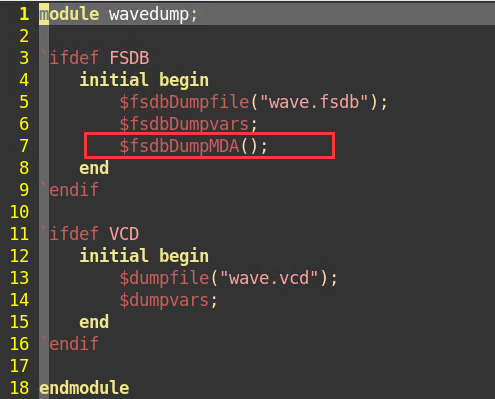 1 module wavedump;
2
3 `ifdef FSDB
4     initial begin
5         $fsdbDumpfile("wave.fsdb");
6         $fsdbDumpvars;
7         $fsdbDumpMDA();
8     end
9 `endif
10
11 `ifdef VCD
12     initial begin
13         $dumpfile("wave.vcd");
14         $dumpvars;
15     end
16 `endif
17
18 endmodule